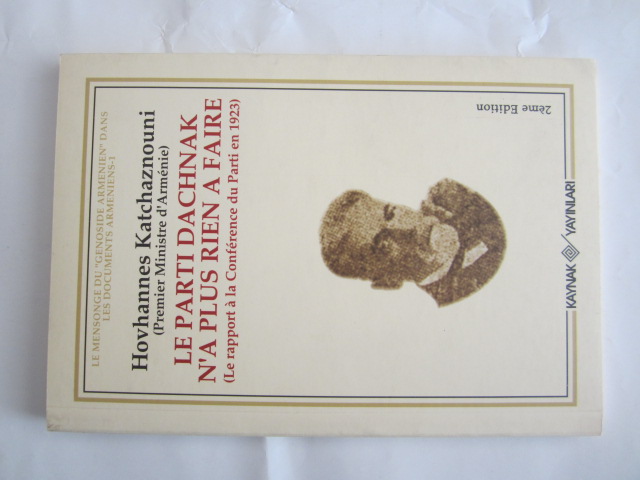 LE MENSONGE DU "GENOSIDE ARMENIEN" DANS
LES DOCUMENTS ARMENIENS-1
Hovhannes Katchaznouni
(Premier Ministre d'Arménie)
LE PARTI DACHNAK
N'A PLUS RIEN A FAIRE
(Le rapport à la Conférence du Parti en 1923)
2ème Edition
KAYNAK YAYINLARI